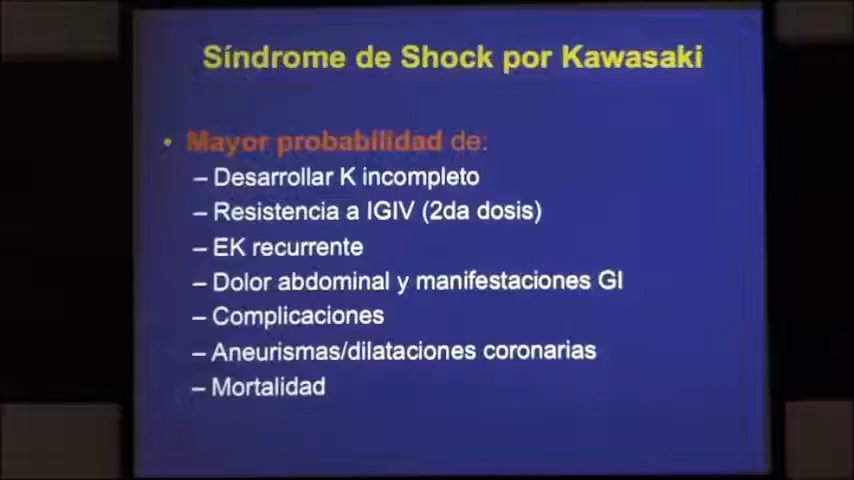 Síndrome de Shock por Kawasaki
• Mayor probabilidad de:
– Desarrollar K incompleto
– Resistencia a IGIV (2da dosis)
– EK recurrente
– Dolor abdominal y manifestaciones GI
– Complicaciones
– Aneurismas/dilataciones coronarias
– Mortalidad